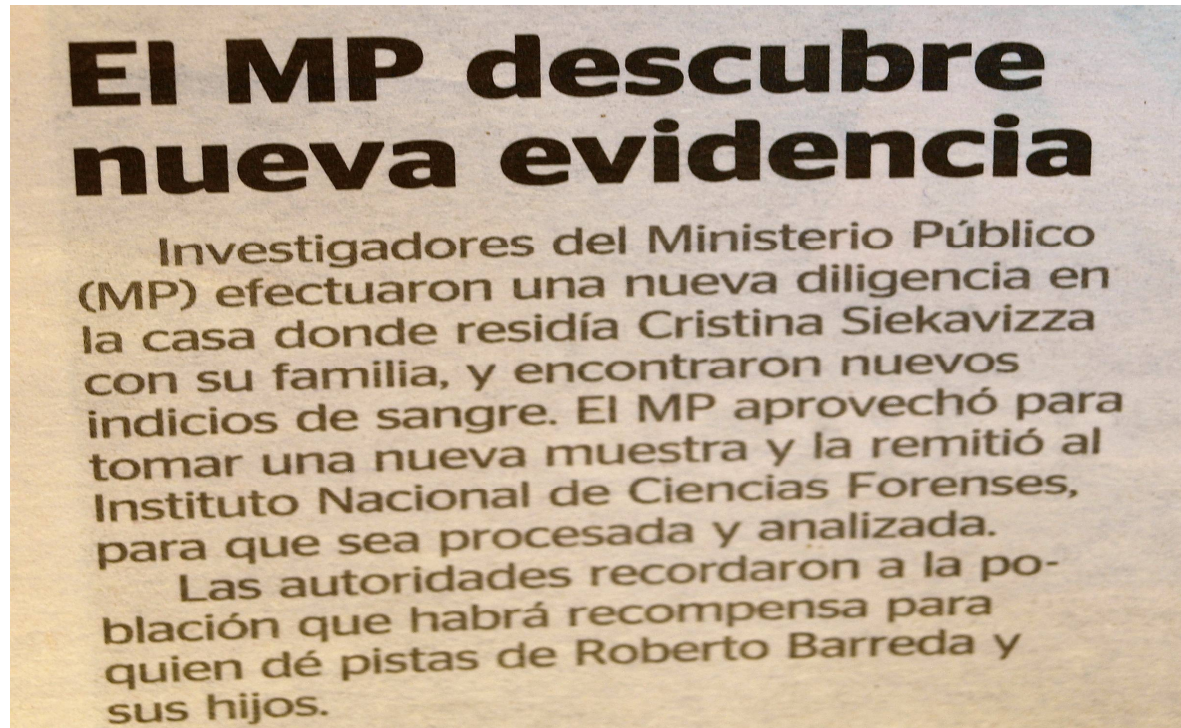 El MP descubre
nueva evidencia
Investigadores del Ministerio Público
(MP) efectuaron una nueva diligencia en
la casa donde residía Cristina Siekavizza
con su familia, y encontraron nuevos
indicios de sangre. El MP aprovechó para
tomar una nueva muestra y la remitió al
Instituto Nacional de Ciencias Forenses,
para que sea procesada y analizada.
Las autoridades recordaron a la po-
blación que habrá recompensa para
quien dé pistas de Roberto Barreda y
sus hijos.